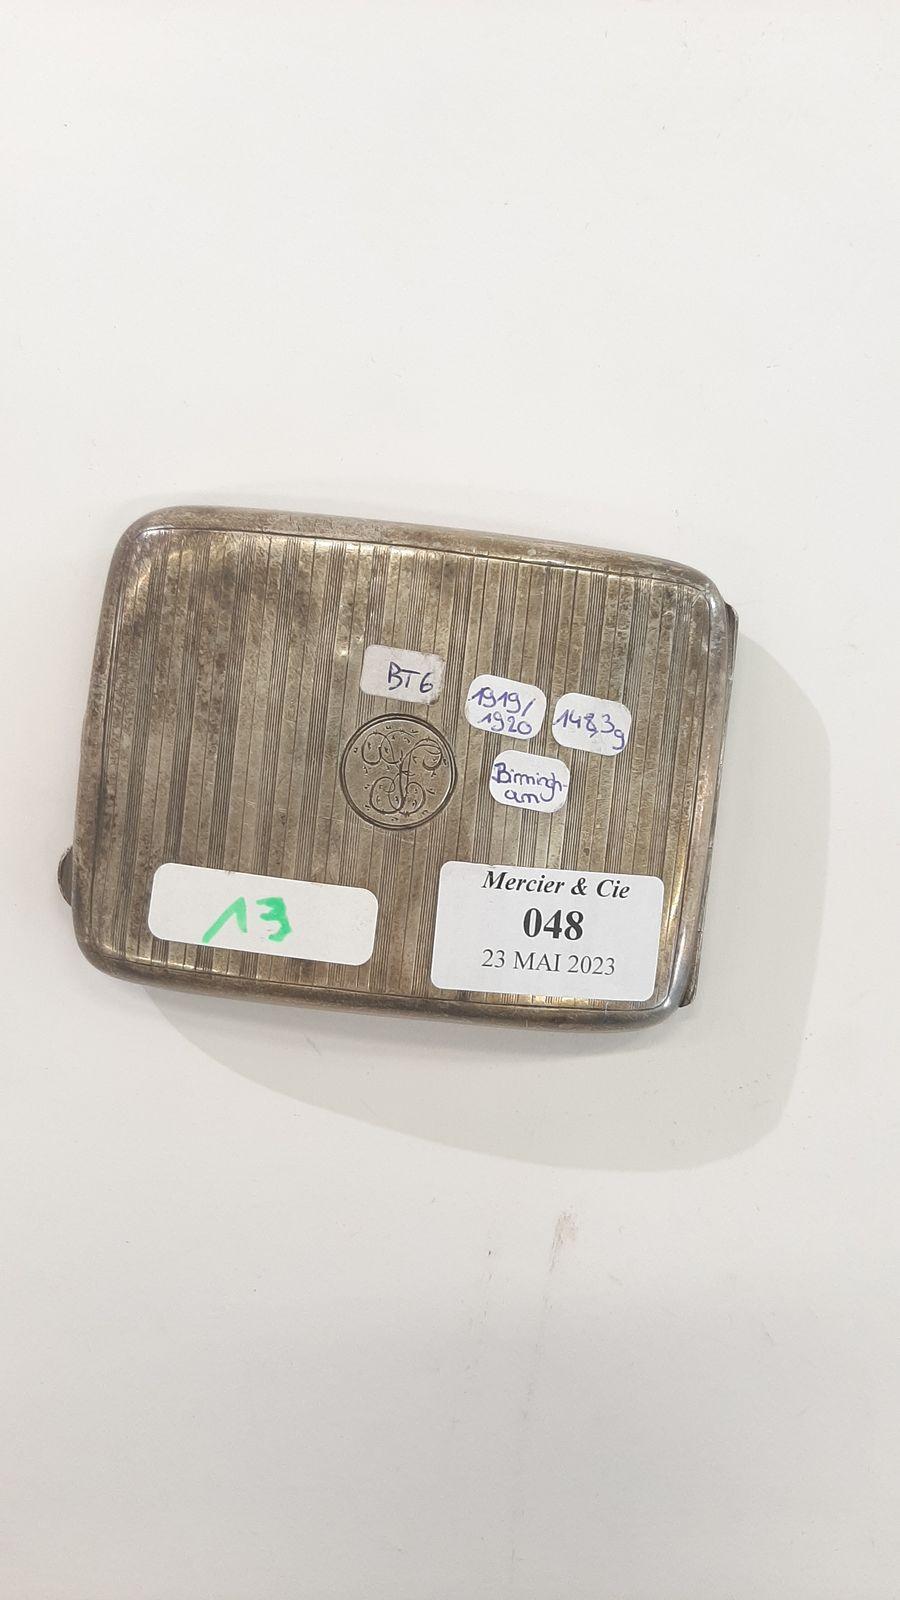 BT6
1919/
1920
148,3g
Birmingh-
am
13
Mercier & Cie
048
23 MAI 2023